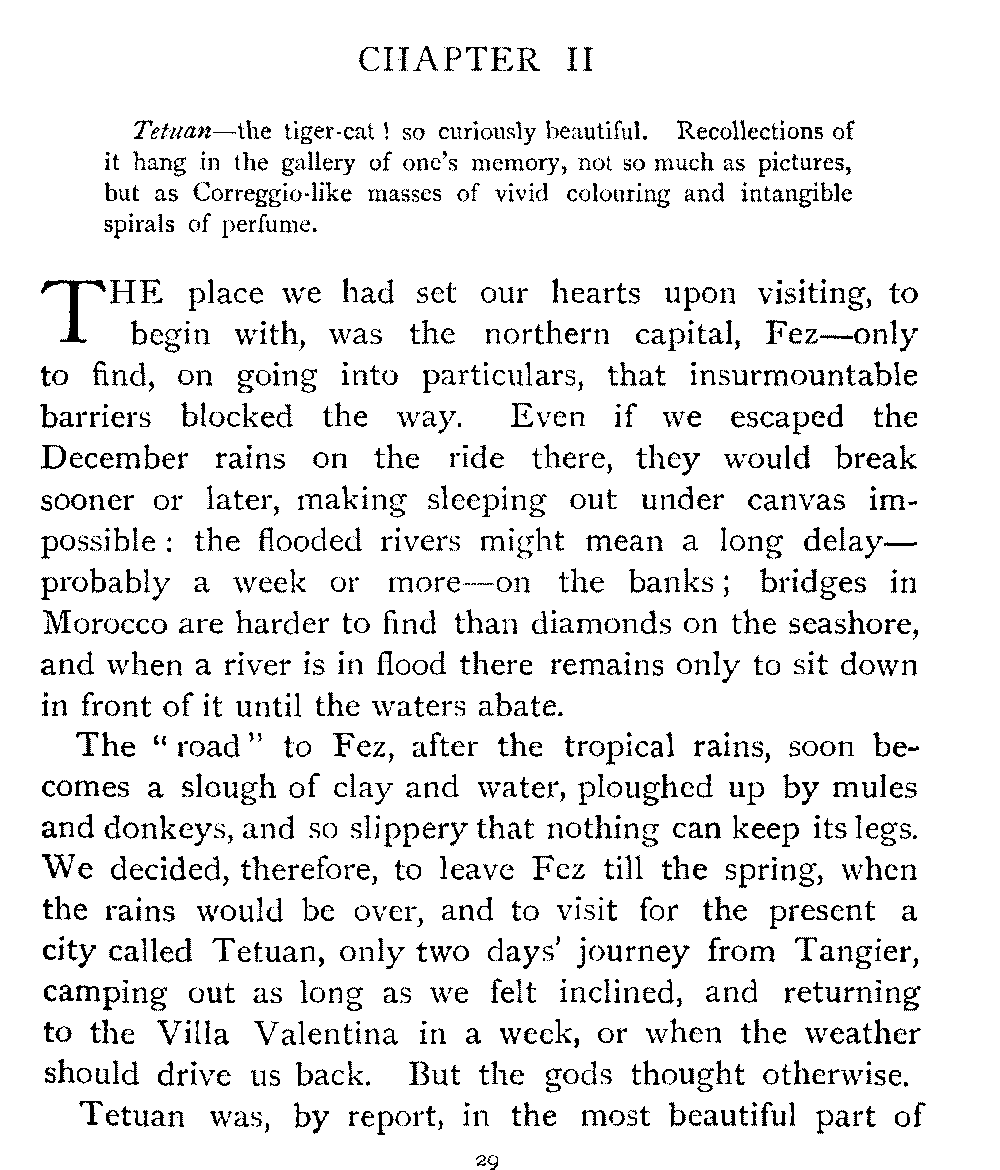 CHAPTER II
Tetuan—the tiger-cat! so curiously beautiful. Recollections of
it hang in the gallery of one's memory, not so much as pictures,
but as Correggio-like masses of vivid colouring and intangible
spirals of perfume.
THE place we had set our hearts upon visiting, to
begin with, was the northern capital, Fez—only
to find, on going into particulars, that insurmountable
barriers blocked the way. Even if we escaped the
December rains on the ride there, they would break
sooner or later, making sleeping out under canvas im-
possible: the flooded rivers might mean a long delay—
probably a week or more—on the banks; bridges in
Morocco are harder to find than diamonds on the seashore,
and when a river is in flood there remains only to sit down
in front of it until the waters abate.
The "road" to Fez, after the tropical rains, soon be-
comes a slough of clay and water, ploughed up by mules
and donkeys, and so slippery that nothing can keep its legs.
We decided, therefore, to leave Fez till the spring, when
the rains would be over, and to visit for the present a
city called Tetuan, only two days' journey from Tangier,
camping out as long as we felt inclined, and returning
to the Villa Valentina in a week, or when the weather
should drive us back. But the gods thought otherwise.
Tetuan was, by report, in the most beautiful part of
29